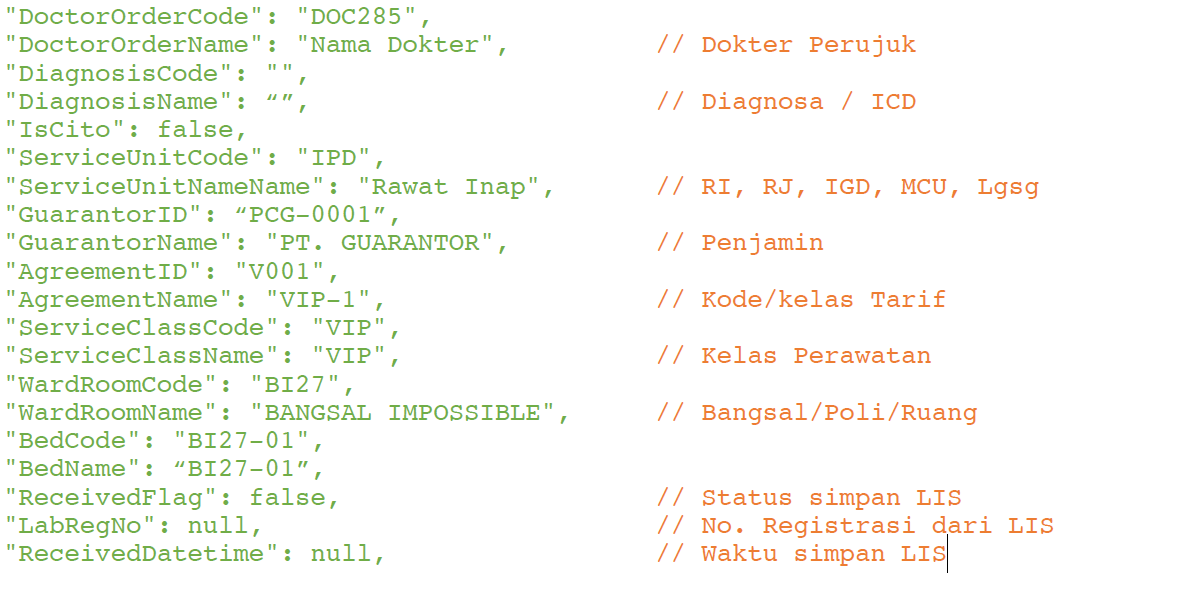 "DoctorOrderCode": "DOC285",
"DoctorOrderName": "Nama Dokter", // Dokter Perujuk
"DiagnosisCode": "",
"DiagnosisName": “”, // Diagnosa / ICD
"IsCito": false,
"ServiceUnitCode": "IPD",
"ServiceUnitNameName": "Rawat Inap", // RI, RJ, IGD, MCU, Lgsg
"GuarantorID": “PCG-0001”,
"GuarantorName": "PT. GUARANTOR", // Penjamin
"AgreementID": "V001",
"AgreementName": "VIP-1", // Kode/kelas Tarif
"ServiceClassCode": "VIP",
"ServiceClassName": "VIP", // Kelas Perawatan
"WardRoomCode": "BI27",
"WardRoomName": "BANGSAL IMPOSSIBLE", // Bangsal/Poli/Ruang
"BedCode": "BI27-01",
"BedName": “BI27-01”,
"ReceivedFlag": false, // Status simpan LIS
"LabRegNo": null, // No. Registrasi dari LIS
"ReceivedDatetime": null, // Waktu simpan LIS